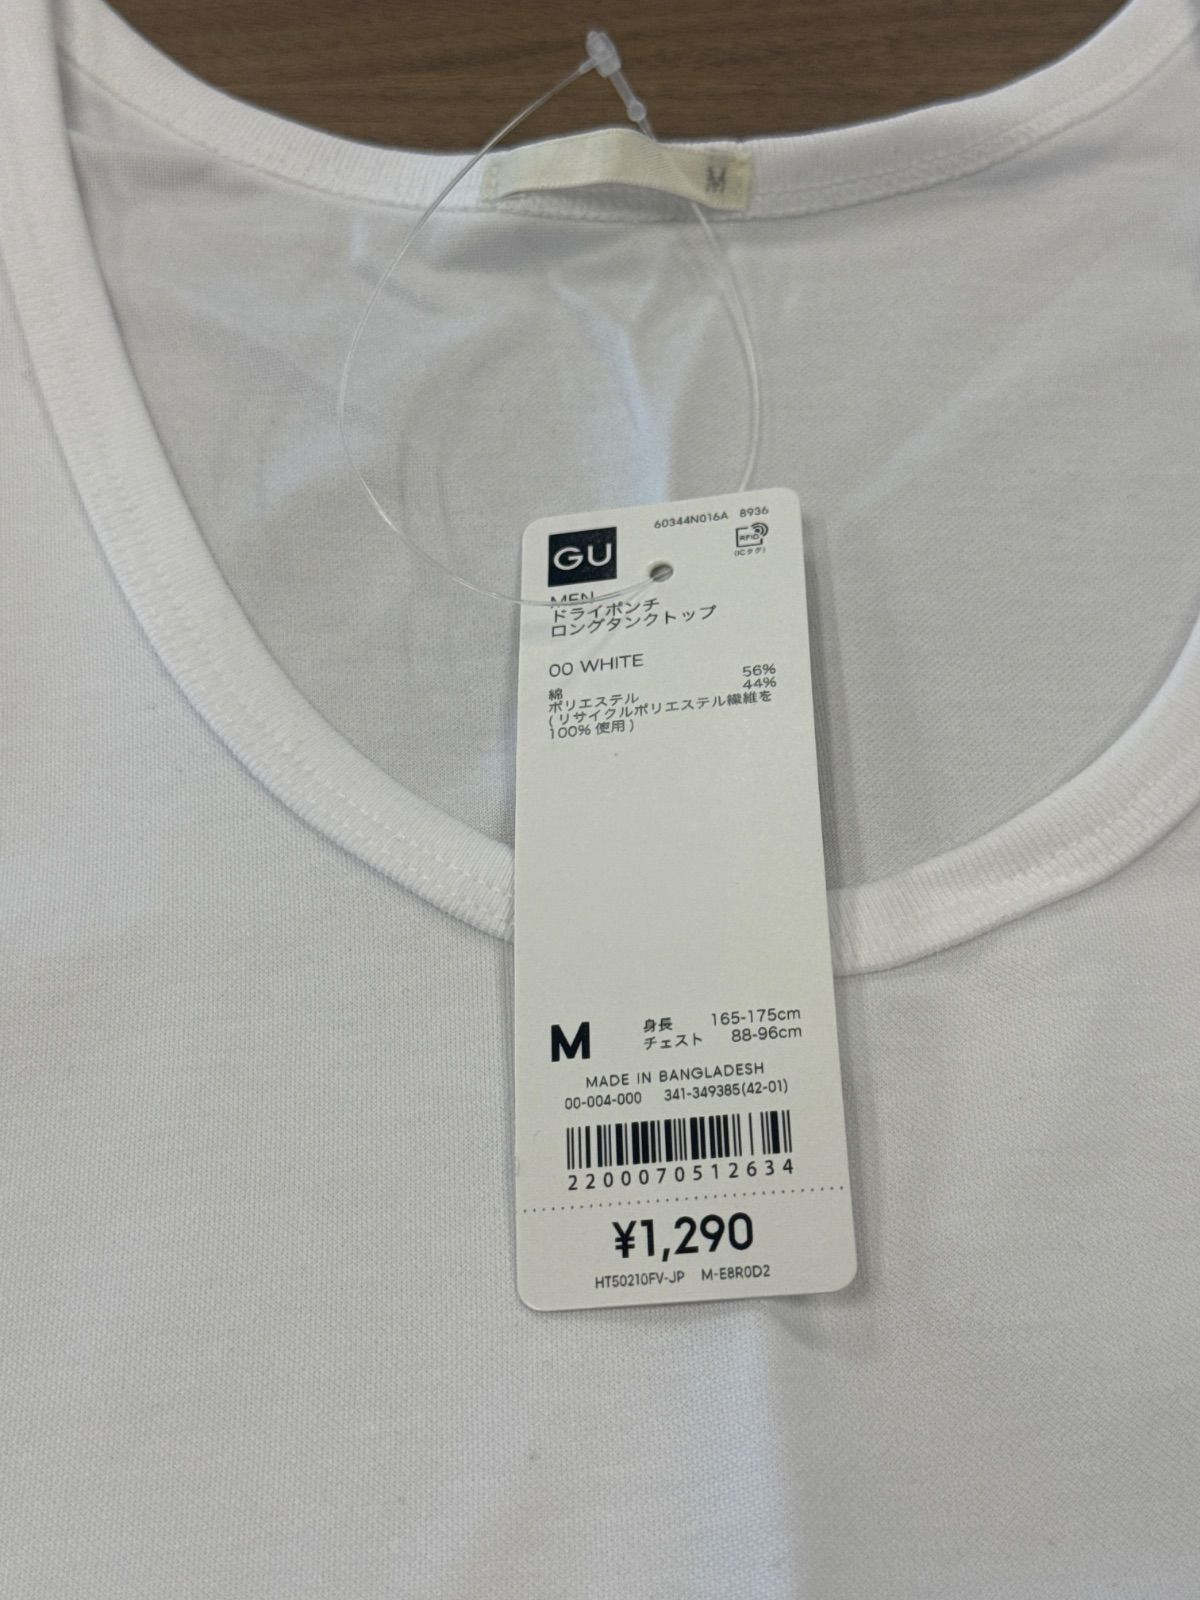 M
60344N016A 8936
GU
RFID
(ICタグ)
MEN
ドライポンチ
ロングタンクトップ
00 WHITE
綿 56%
ポリエステル 44%
(リサイクルポリエステル繊維を
100% 使用)
M 身長 165-175cm
チェスト 88-96cm
MADE IN BANGLADESH
00-004-000 341-349385(42-01)
2200070512634
¥1,290
HT50210FV-JP M-E8R0D2